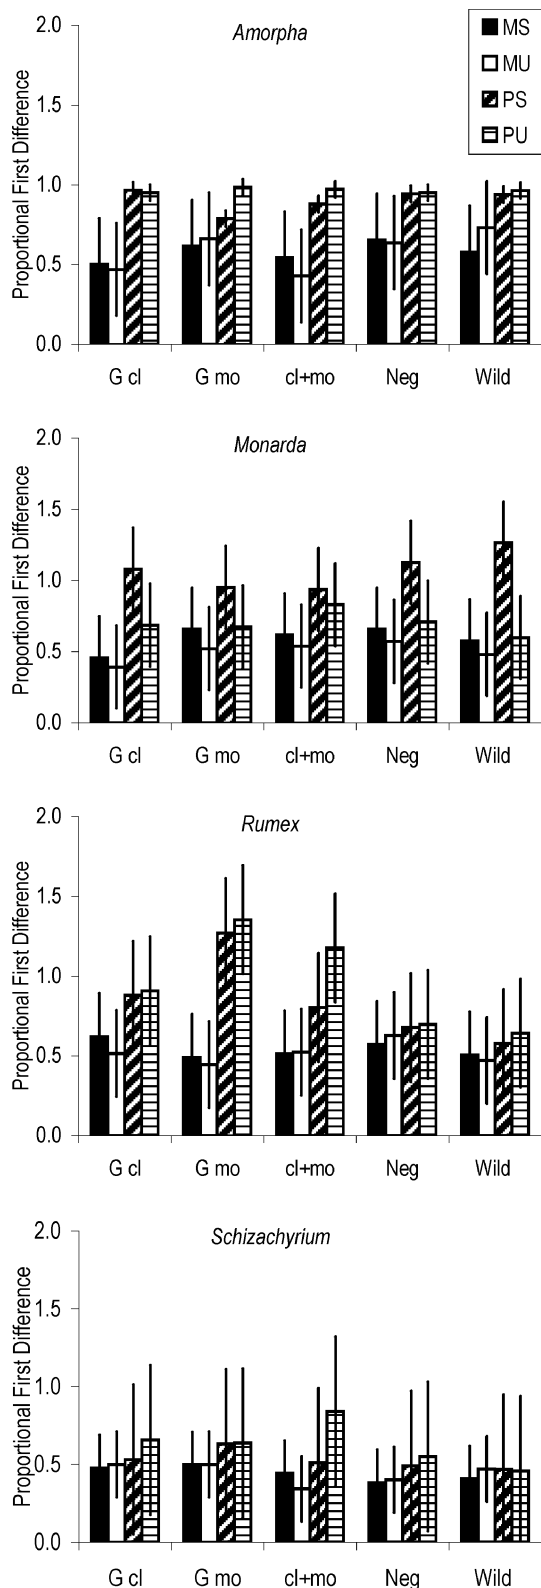 Amorpha
MS
MU
PS
PU
Proportional First Difference
2.0
1.5
1.0
0.5
0.0
G cl G mo cl+mo Neg Wild
Monarda
Proportional First Difference
2.0
1.5
1.0
0.5
0.0
G cl G mo cl+mo Neg Wild
Rumex
Proportional First Difference
2.0
1.5
1.0
0.5
0.0
G cl G mo cl+mo Neg Wild
Schizachyrium
Proportional First Difference
2.0
1.5
1.0
0.5
0.0
G cl G mo cl+mo Neg Wild